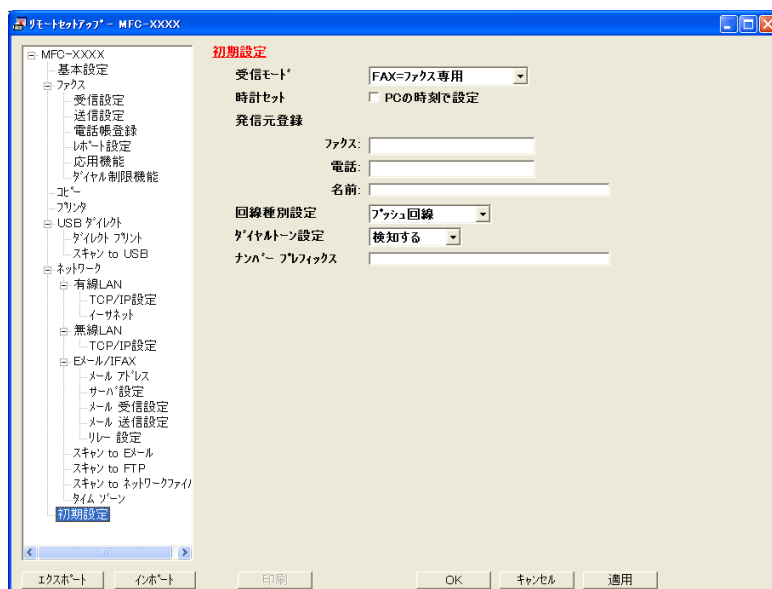 ﾘﾓｰﾄｾｯﾄｱｯﾌﾟ - MFC-XXXX
MFC-XXXX
基本設定
ﾌｧｸｽ
受信設定
送信設定
電話帳登録
ﾚﾎﾟｰﾄ設定
応用機能
ﾀﾞｲﾔﾙ制限機能
ｺﾋﾟｰ
ﾌﾟﾘﾝﾀ
USB ﾀﾞｲﾚｸﾄ
ﾀﾞｲﾚｸﾄ ﾌﾟﾘﾝﾄ
ｽｷｬﾝ to USB
ﾈｯﾄﾜｰｸ
有線LAN
TCP/IP設定
ｲｰｻﾈｯﾄ
無線LAN
TCP/IP設定
Eﾒｰﾙ/IFAX
ﾒｰﾙ ｱﾄﾞﾚｽ
ｻｰﾊﾞ設定
ﾒｰﾙ 受信設定
ﾒｰﾙ 送信設定
ﾘﾚｰ 設定
ｽｷｬﾝ to Eﾒｰﾙ
ｽｷｬﾝ to FTP
ｽｷｬﾝ to ﾈｯﾄﾜｰｸﾌｧｲﾙ
ﾀｲﾑ ｿﾞｰﾝ
初期設定
初期設定
受信ﾓｰﾄﾞ FAX=ﾌｧｸｽ専用
時計ｾｯﾄ PCの時刻で設定
発信元登録
ﾌｧｸｽ:
電話:
名前:
回線種別設定 ﾌﾟｯｼｭ回線
ﾀﾞｲﾔﾙﾄｰﾝ設定 検知する
ﾅﾝﾊﾞｰ ﾌﾟﾚﾌｨｯｸｽ
ｴｸｽﾎﾟｰﾄ ｲﾝﾎﾟｰﾄ 印刷 OK ｷｬﾝｾﾙ 適用